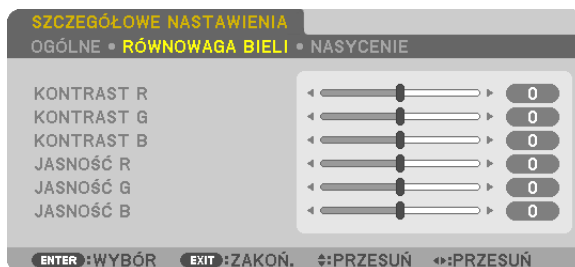 SZCZEGÓŁOWE NASTAWIENIA
OGÓLNE • RÓWNOWAGA BIELI • NASYCENIE
KONTRAST R 0
KONTRAST G 0
KONTRAST B 0
JASNOŚĆ R 0
JASNOŚĆ G 0
JASNOŚĆ B 0
ENTER :WYBÓR EXIT :ZAKOŃ. ♦:PRZESUŃ ◂▸:PRZESUŃ